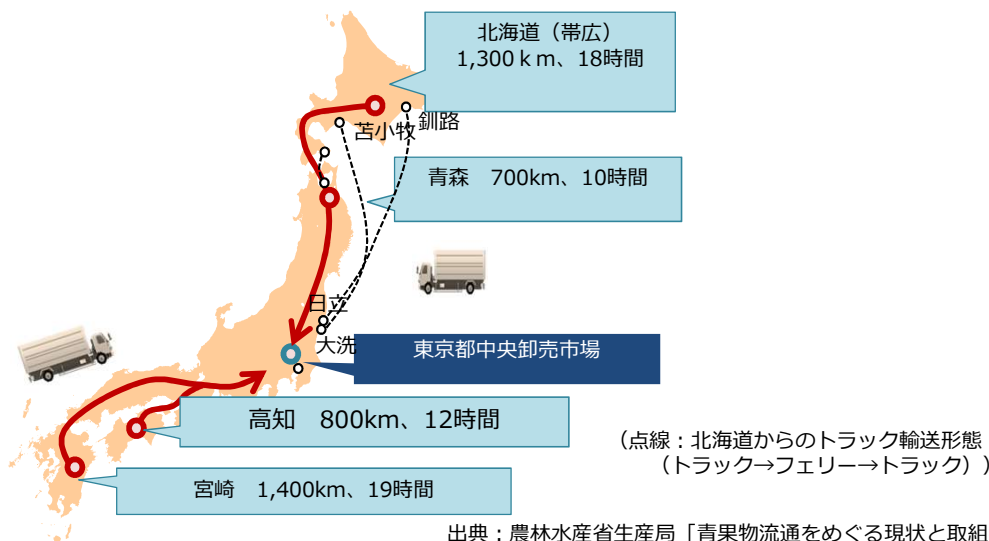 北海道（帯広）
1,300ｋｍ、18時間
苫小牧
釧路
青森　700km、10時間
日立
大洗
東京都中央卸売市場
高知　800km、12時間
（点線：北海道からのトラック輸送形態
（トラック→フェリー→トラック））
宮崎　1,400km、19時間
出典：農林水産省生産局「青果物流通をめぐる現状と取組